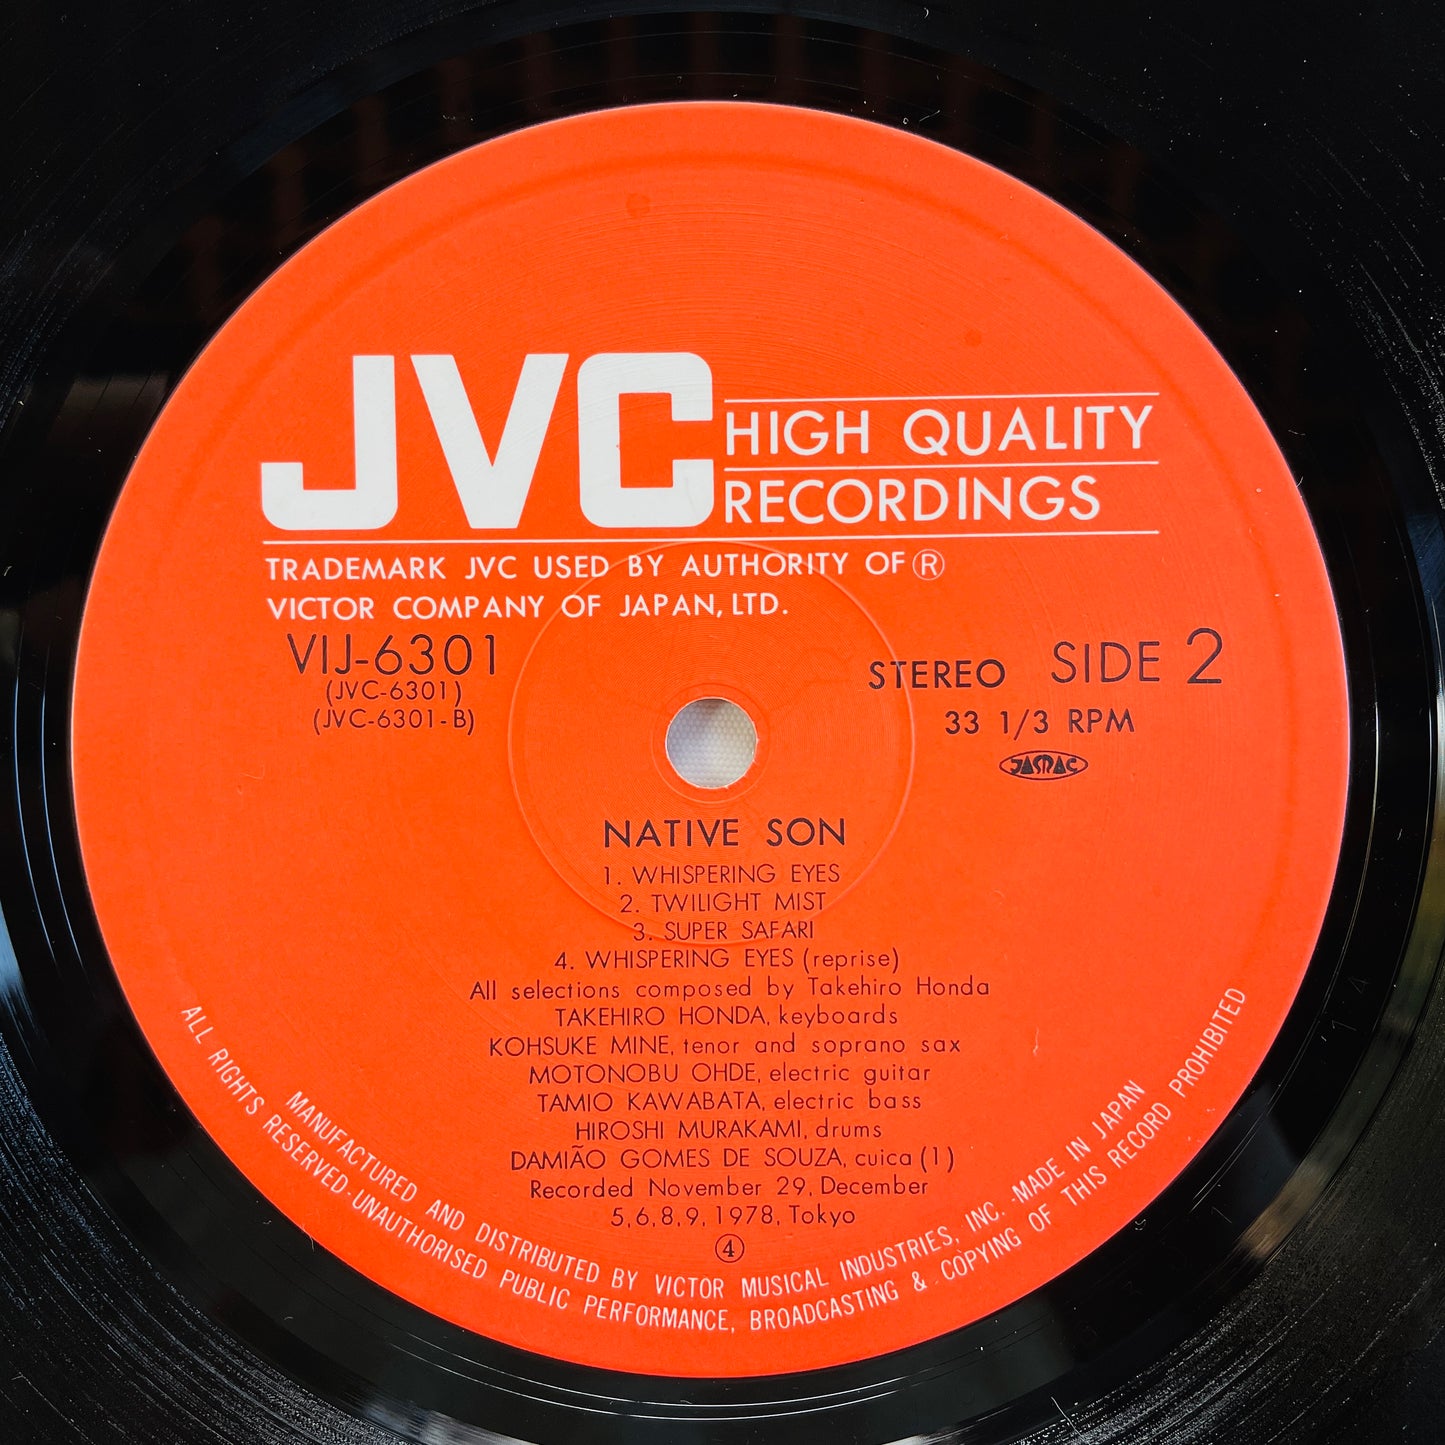 JVC HIGH QUALITY
RECORDINGS
TRADEMARK JVC USED BY AUTHORITY OF Ⓡ
VICTOR COMPANY OF JAPAN, LTD.
VIJ-6301
(JVC-6301)
(JVC-6301-B)
STEREO SIDE 2
33 1/3 RPM
JASRAC
NATIVE SON
1. WHISPERING EYES
2. TWILIGHT MIST
3. SUPER SAFARI
4. WHISPERING EYES (reprise)
All selections composed by Takehiro Honda
TAKEHIRO HONDA, keyboards
KOHSUKE MINE, tenor and soprano sax
MOTONOBU OHDE, electric guitar
TAMIO KAWABATA, electric bass
HIROSHI MURAKAMI, drums
DAMIÃO GOMES DE SOUZA, cuica (1)
Recorded November 29, December
5, 6, 8, 9, 1978, Tokyo
④
MANUFACTURED AND DISTRIBUTED BY VICTOR MUSICAL INDUSTRIES, INC. · MADE IN JAPAN
ALL RIGHTS RESERVED · UNAUTHORISED PUBLIC PERFORMANCE, BROADCASTING & COPYING OF THIS RECORD PROHIBITED